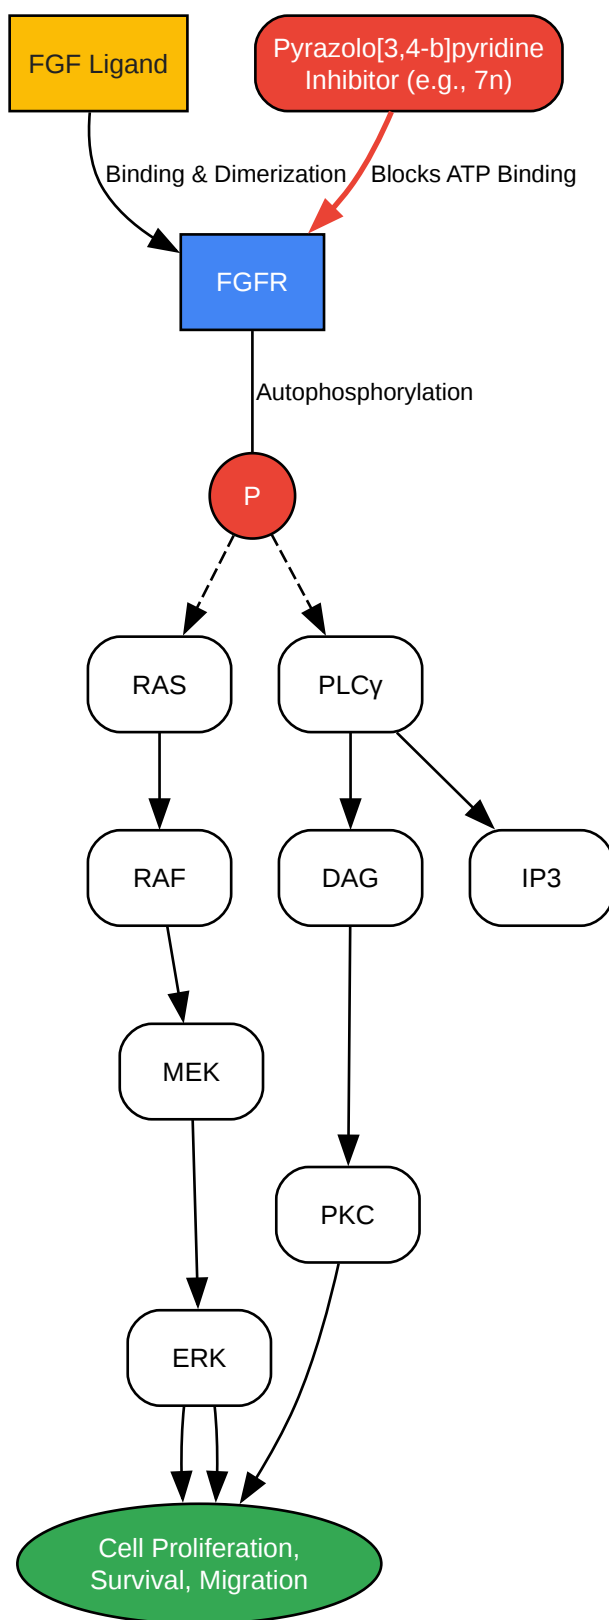 FGF Ligand
Pyrazolo[3,4-b]pyridine
Inhibitor (e.g., 7n)
Binding & Dimerization
Blocks ATP Binding
FGFR
Autophosphorylation
P
RAS
PLCγ
RAF
DAG
IP3
MEK
PKC
ERK
Cell Proliferation,
Survival, Migration